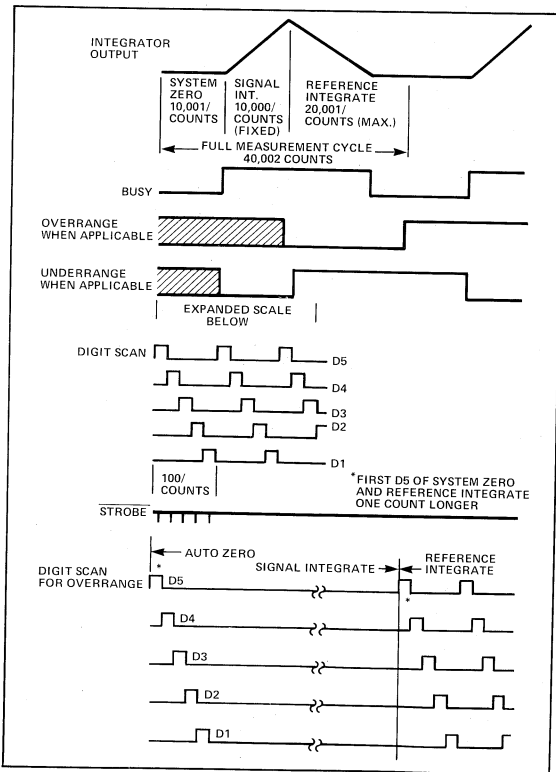 INTEGRATOR
OUTPUT
SYSTEM
ZERO
10,001/
COUNTS
SIGNAL
INT.
10,000/
COUNTS
(FIXED)
REFERENCE
INTEGRATE
20,001/
COUNTS (MAX.)
FULL MEASUREMENT CYCLE
40,002 COUNTS
BUSY
OVERRANGE
WHEN APPLICABLE
UNDERRANGE
WHEN APPLICABLE
EXPANDED SCALE
BELOW
DIGIT SCAN
D5
D4
D3
D2
D1
100/
COUNTS
*FIRST D5 OF SYSTEM ZERO
AND REFERENCE INTEGRATE
ONE COUNT LONGER
STROBE
AUTO ZERO
SIGNAL INTEGRATE
REFERENCE
INTEGRATE
DIGIT SCAN
FOR OVERRANGE
* D5
*
D4
D3
D2
D1